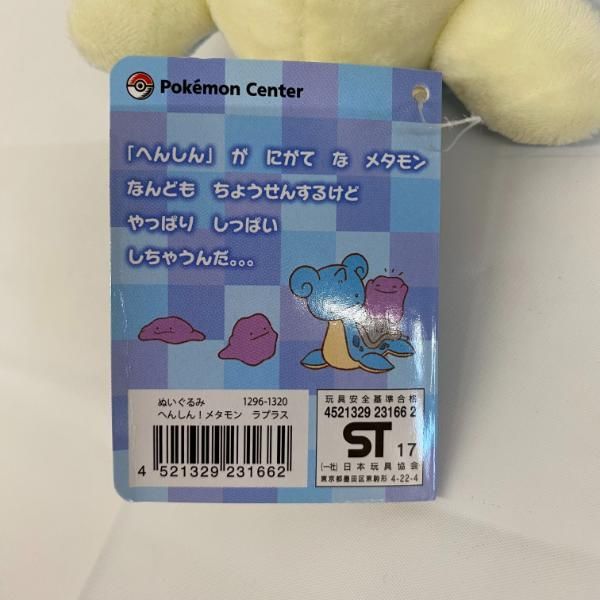 Pokémon Center
「へんしん」 が にがて な メタモン
なんども ちょうせんするけど
やっぱり しっぱい
しちゃうんだ。。。
ぬいぐるみ 1296-1320
へんしん！メタモン ラプラス
4 521329 231662
玩具安全基準合格
4521329 23166 2
ST 17
(一社)日本玩具協会
東京都墨田区東駒形 4-22-4